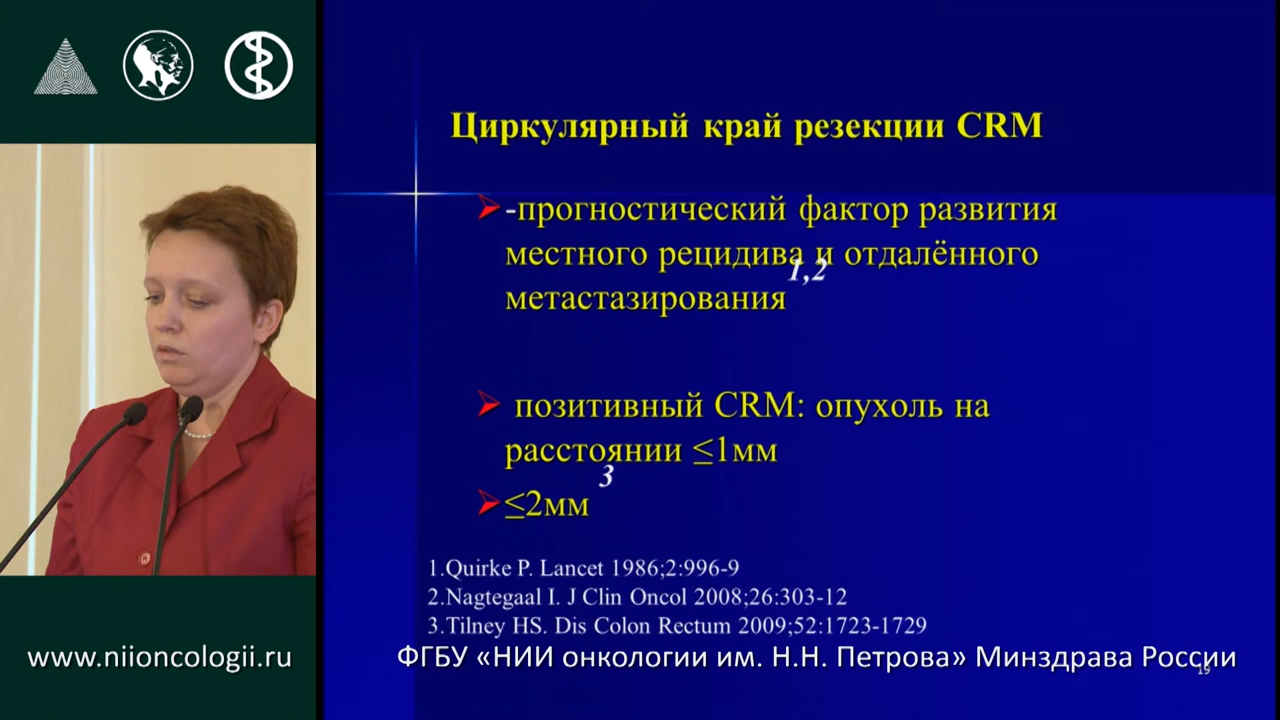 Циркулярный край резекции CRM
-прогностический фактор развития
местного рецидива и отдалённого
метастазирования 1,2
позитивный CRM: опухоль на
расстоянии ≤1мм
≤2мм 3
1.Quirke P. Lancet 1986;2:996-9
2.Nagtegaal I. J Clin Oncol 2008;26:303-12
3.Tilney HS. Dis Colon Rectum 2009;52:1723-1729
www.niioncologii.ru
ФГБУ «НИИ онкологии им. Н.Н. Петрова» Минздрава России
19